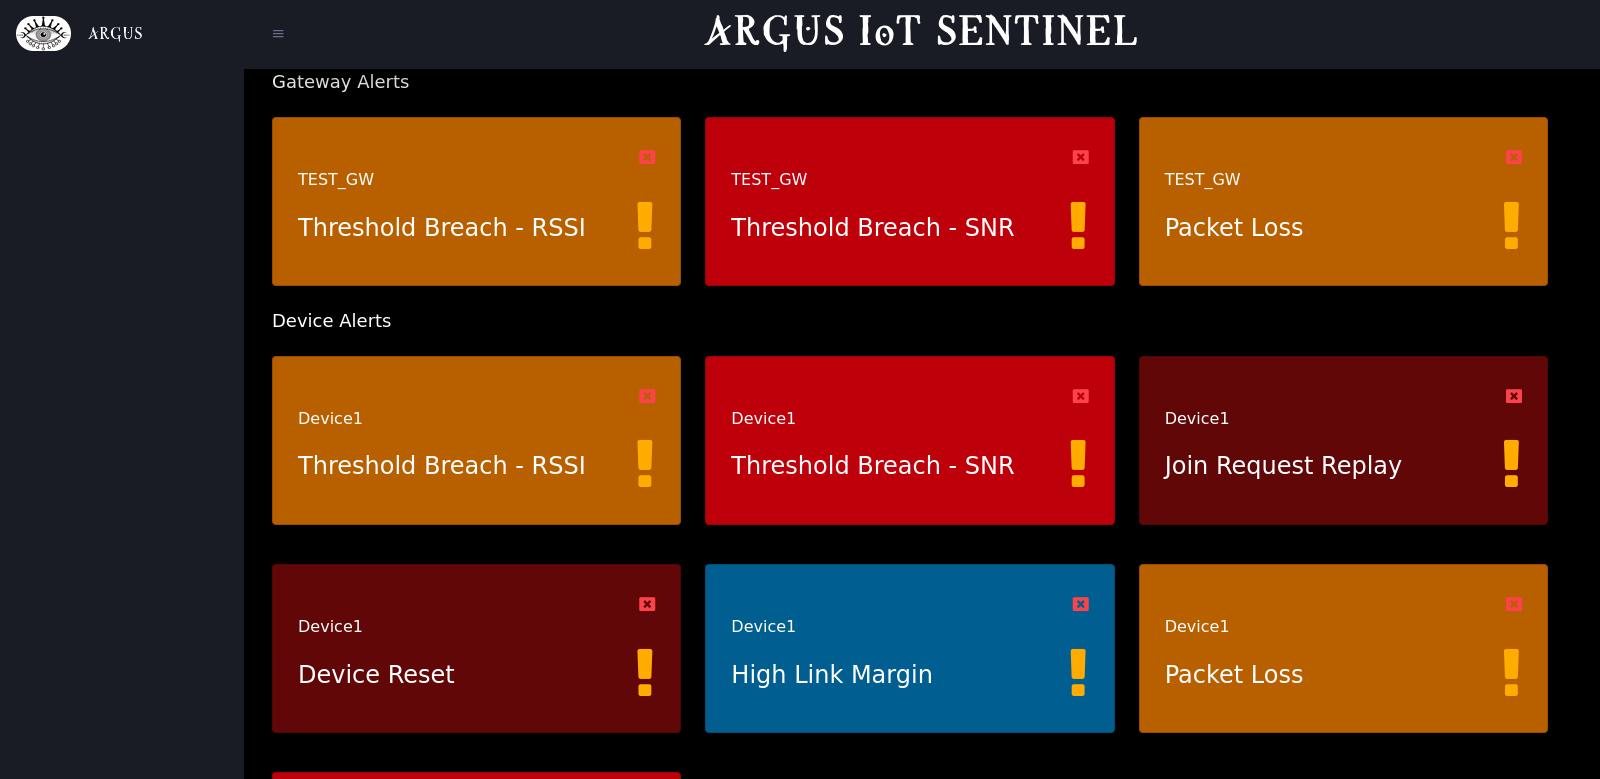 ARGUS
ARGUS IoT SENTINEL
Gateway Alerts
TEST_GW
Threshold Breach - RSSI
TEST_GW
Threshold Breach - SNR
TEST_GW
Packet Loss
Device Alerts
Device1
Threshold Breach - RSSI
Device1
Threshold Breach - SNR
Device1
Join Request Replay
Device1
Device Reset
Device1
High Link Margin
Device1
Packet Loss